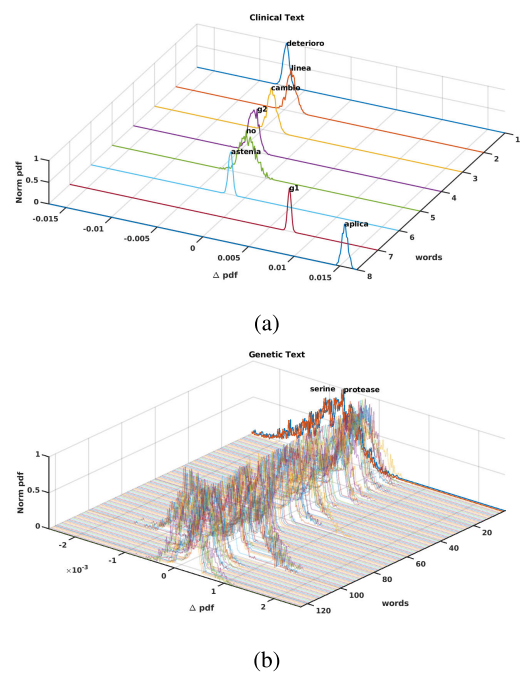 Clinical Text
deterioro
linea
cambio
g2
no
astenia
g1
aplica
Norm pdf
1
0.5
0
-0.015
-0.01
-0.005
0
0.005
0.01
0.015
Δ pdf
1
2
3
4
5
6
7
8
words
(a)
Genetic Text
serine protease
Norm pdf
1
0.5
0
-2
-1
0
1
2
×10⁻³
Δ pdf
20
40
60
80
100
120
words
(b)